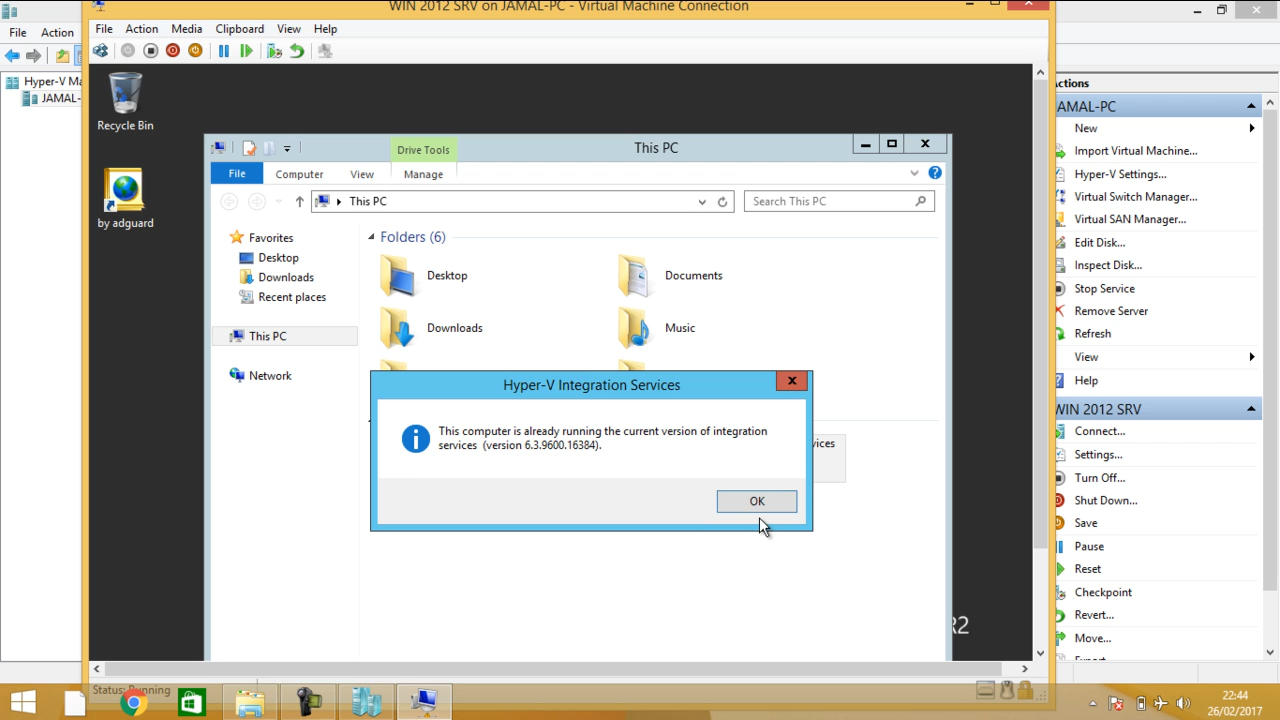 WIN 2012 SRV on JAMAL-PC - Virtual Machine Connection
File Action
File Action Media Clipboard View Help
Hyper-V Ma
JAMAL-
Recycle Bin
by adguard
Drive Tools
This PC
File Computer View Manage
This PC
Search This PC
Favorites
Desktop
Downloads
Recent places
This PC
Network
Folders (6)
Desktop
Documents
Downloads
Music
Hyper-V Integration Services
This computer is already running the current version of integration
services (version 6.3.9600.16384).
OK
vices
R2
Status: Running
ctions
AMAL-PC
New
Import Virtual Machine...
Hyper-V Settings...
Virtual Switch Manager...
Virtual SAN Manager...
Edit Disk...
Inspect Disk...
Stop Service
Remove Server
Refresh
View
Help
WIN 2012 SRV
Connect...
Settings...
Turn Off...
Shut Down...
Save
Pause
Reset
Checkpoint
Revert...
Move...
22:44
26/02/2017